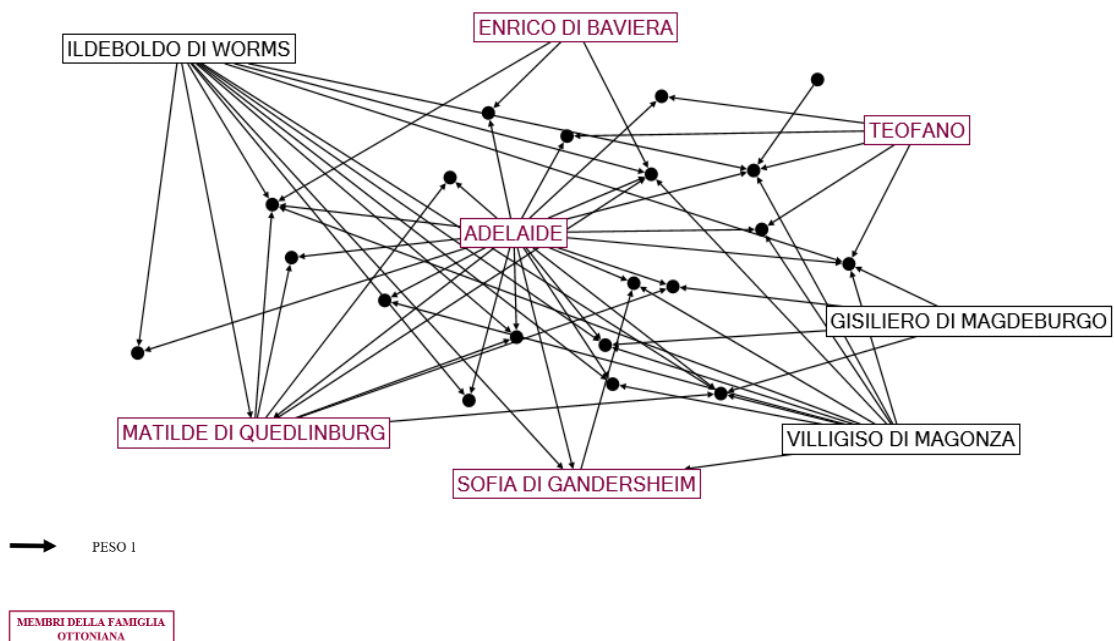 ENRICO DI BAVIERA
ILDEBOLDO DI WORMS
TEOFANO
ADELAIDE
GISILIERO DI MAGDEBURGO
MATILDE DI QUEDLINBURG
VILLIGISO DI MAGONZA
SOFIA DI GANDERSHEIM
PESO 1
MEMBRI DELLA FAMIGLIA
OTTONIANA